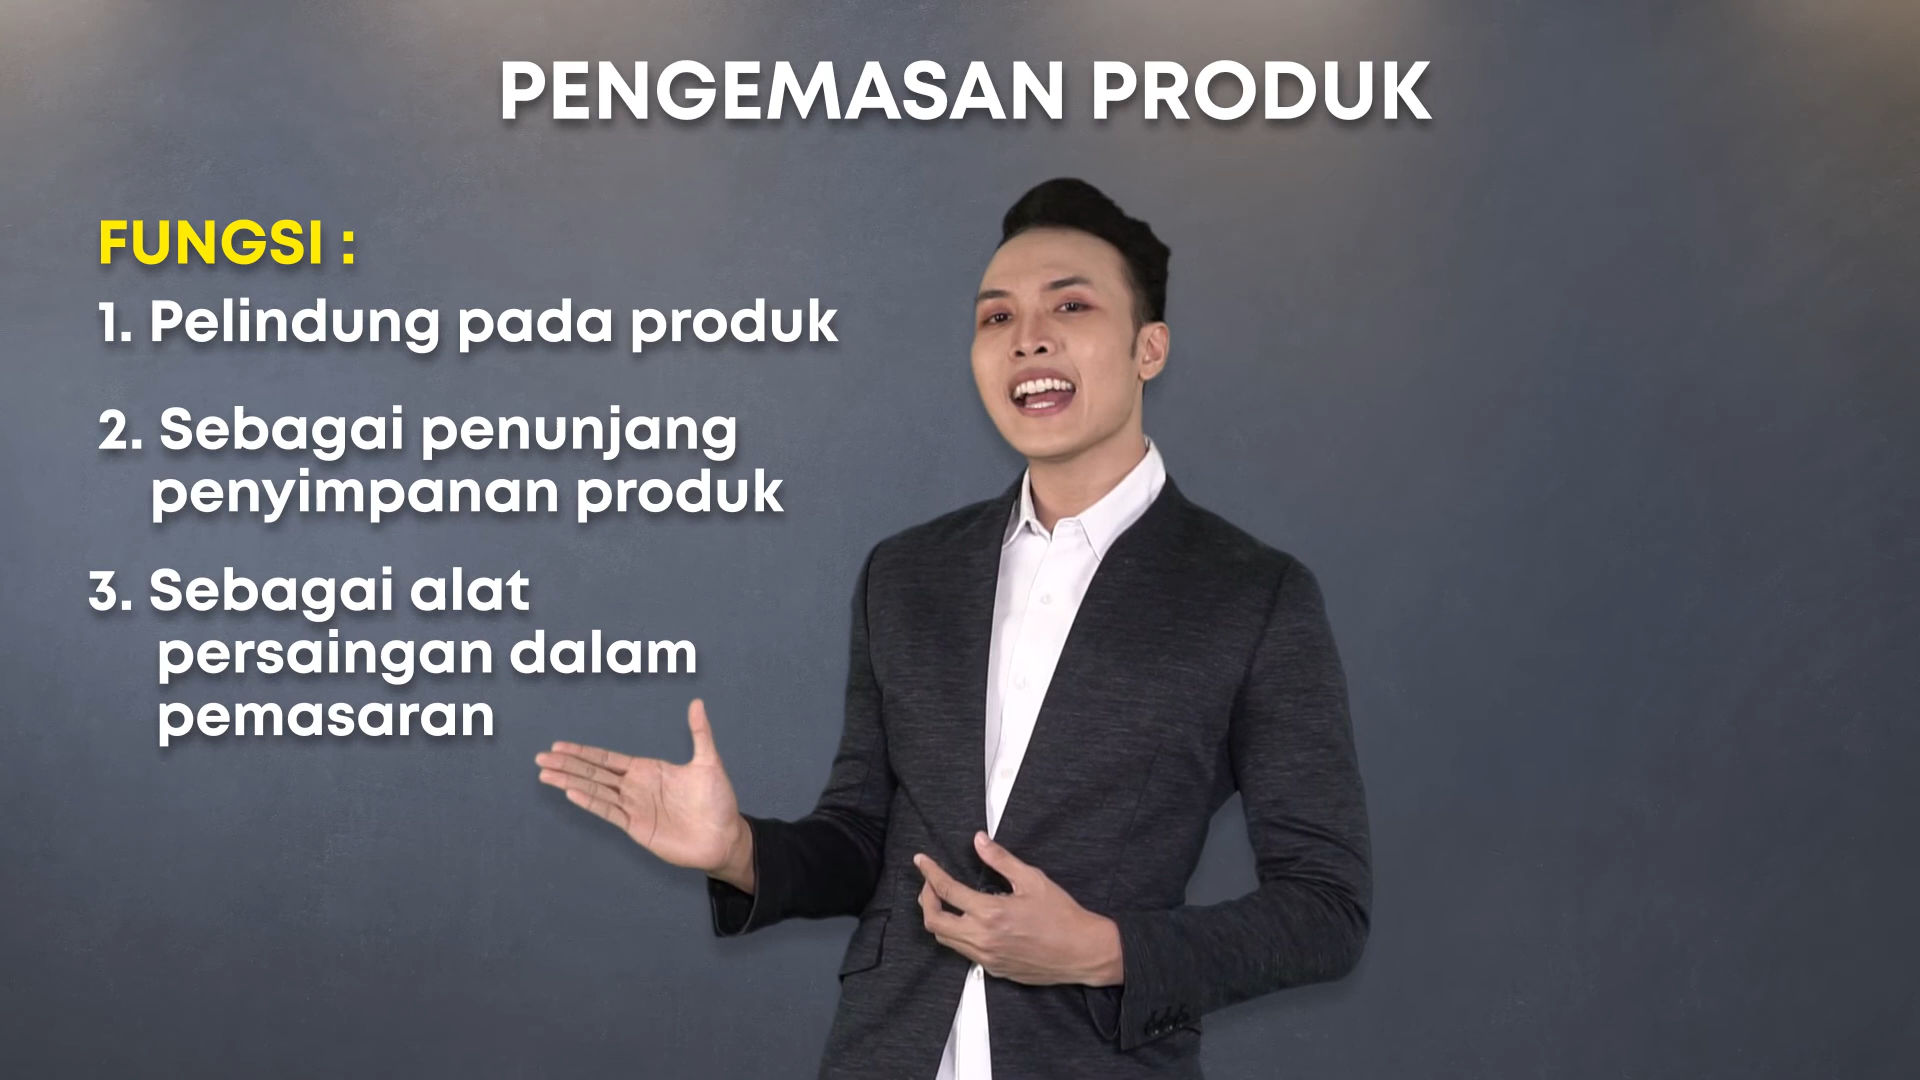 PENGEMASAN PRODUK
FUNGSI :
1. Pelindung pada produk
2. Sebagai penunjang
penyimpanan produk
3. Sebagai alat
persaingan dalam
pemasaran